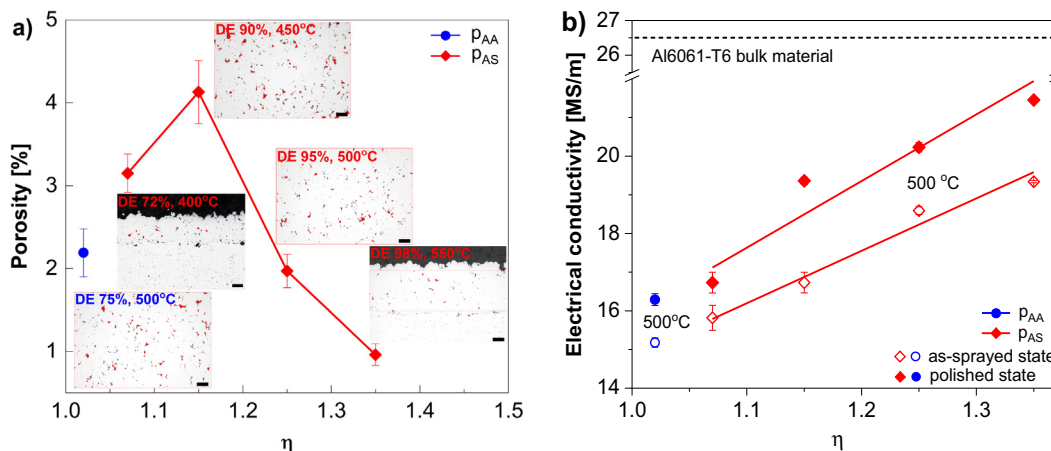 a)
DE 90%, 450°C
p_AA
p_AS
5
4
3
2
1
Porosity [%]
DE 95%, 500°C
DE 72%, 400°C
DE 98%, 550°C
DE 75%, 500°C
1.0 1.1 1.2 1.3 1.4 1.5
η
b)
26.5
26
20
18
16
14
Electrical conductivity [MS/m]
Al6061-T6 bulk material
500 °C
500°C
p_AA
p_AS
as-sprayed state
polished state
1.0 1.1 1.2 1.3
η